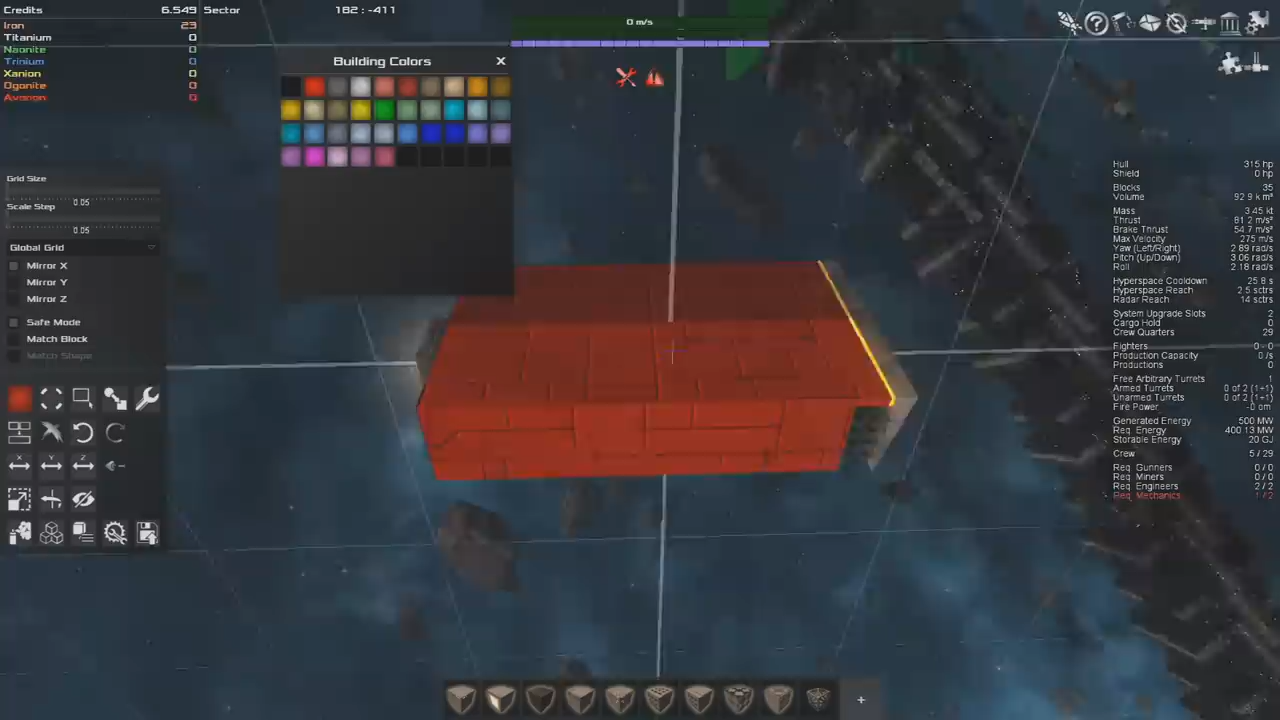 Credits 6.549 Sector 182 : -411
Iron 23
Titanium 0
Naonite 0
Trinium 0
Xanion 0
Ogonite 0
Avorion 0
0 m/s
Building Colors
Grid Size
0.05
Scale Step
0.05
Global Grid
Mirror X
Mirror Y
Mirror Z
Safe Mode
Match Block
Match Shape
X Y Z
Hull 315 hp
Shield 0 hp
Blocks 35
Volume 92.9 k m³
Mass 3.45 kt
Thrust 81.2 m/s²
Brake Thrust 54.7 m/s²
Max Velocity 275 m/s
Yaw (Left/Right) 2.89 rad/s
Pitch (Up/Down) 3.06 rad/s
Roll 2.18 rad/s
Hyperspace Cooldown 25.8 s
Hyperspace Reach 2.5 sctrs
Radar Reach 14 sctrs
System Upgrade Slots 2
Cargo Hold 0
Crew Quarters 29
Fighters 0 - 0
Production Capacity 0 /s
Productions 0
Free Arbitrary Turrets 1
Armed Turrets 0 of 2 (1+1)
Unarmed Turrets 0 of 2 (1+1)
Fire Power ~0 dm
Generated Energy 500 MW
Req. Energy 400.13 MW
Storable Energy 20 GJ
Crew 5 / 29
Req. Gunners 0/0
Req. Miners 0/0
Req. Engineers 2/2
Req. Mechanics 1/2
+